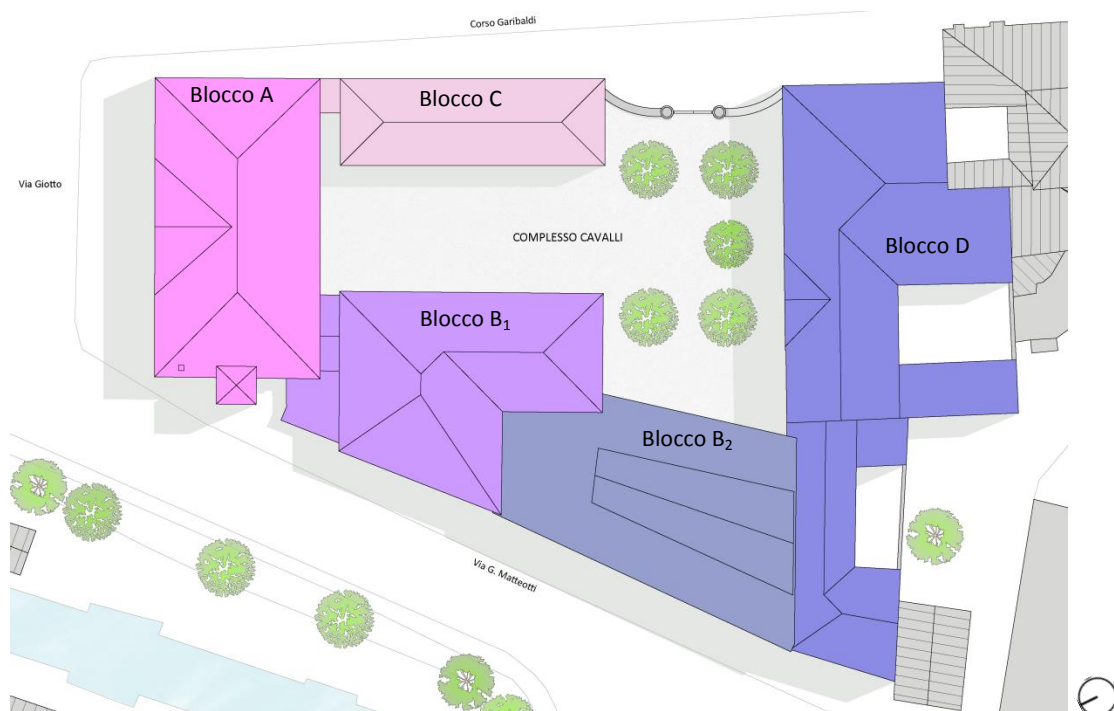 Corso Garibaldi
Blocco A
Blocco C
Via Giotto
COMPLESSO CAVALLI
Blocco D
Blocco B₁
Blocco B₂
Via G. Matteotti